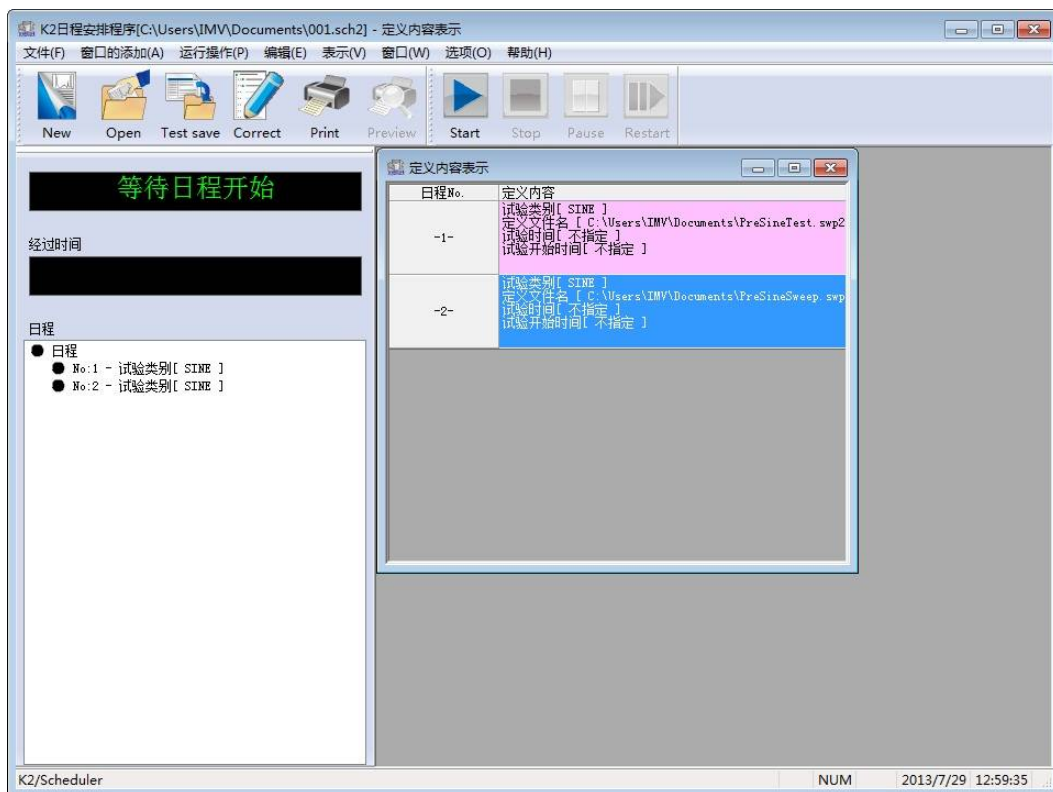 K2日程安排程序[C:\Users\IMV\Documents\001.sch2] - 定义内容表示
文件(F) 窗口的添加(A) 运行操作(P) 编辑(E) 表示(V) 窗口(W) 选项(O) 帮助(H)
New Open Test save Correct Print Preview Start Stop Pause Restart
等待日程开始
经过时间
日程
日程
No:1 - 试验类别[ SINE ]
No:2 - 试验类别[ SINE ]
定义内容表示
日程No. 定义内容
-1-
试验类别[ SINE ]
定义文件名 [ C:\Users\IMV\Documents\PreSineTest.swp2
试验时间[ 不指定 ]
试验开始时间[ 不指定 ]
-2-
试验类别[ SINE ]
定义文件名 [ C:\Users\IMV\Documents\PreSineSweep.swp
试验时间[ 不指定 ]
试验开始时间[ 不指定 ]
K2/Scheduler NUM 2013/7/29 12:59:35